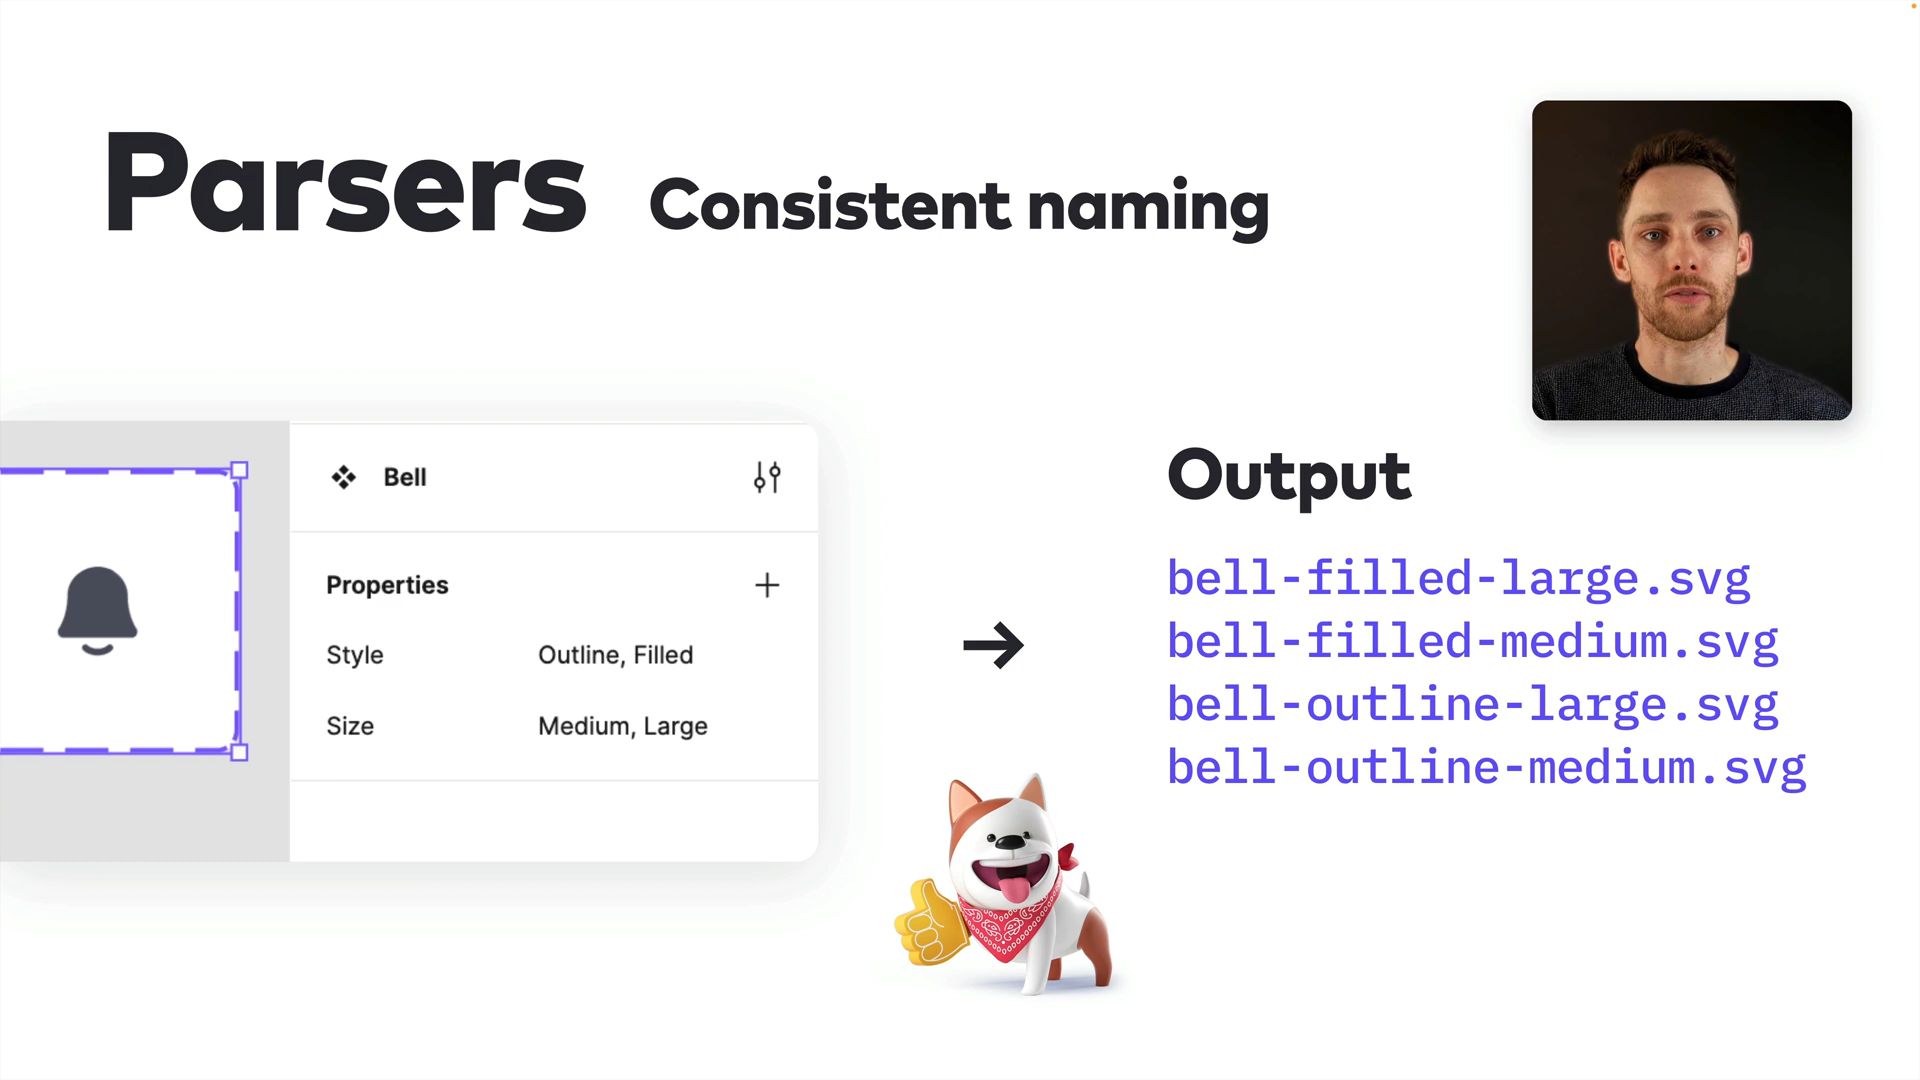 Parsers Consistent naming
Bell
Properties
Style Outline, Filled
Size Medium, Large
Output
bell-filled-large.svg
bell-filled-medium.svg
bell-outline-large.svg
bell-outline-medium.svg